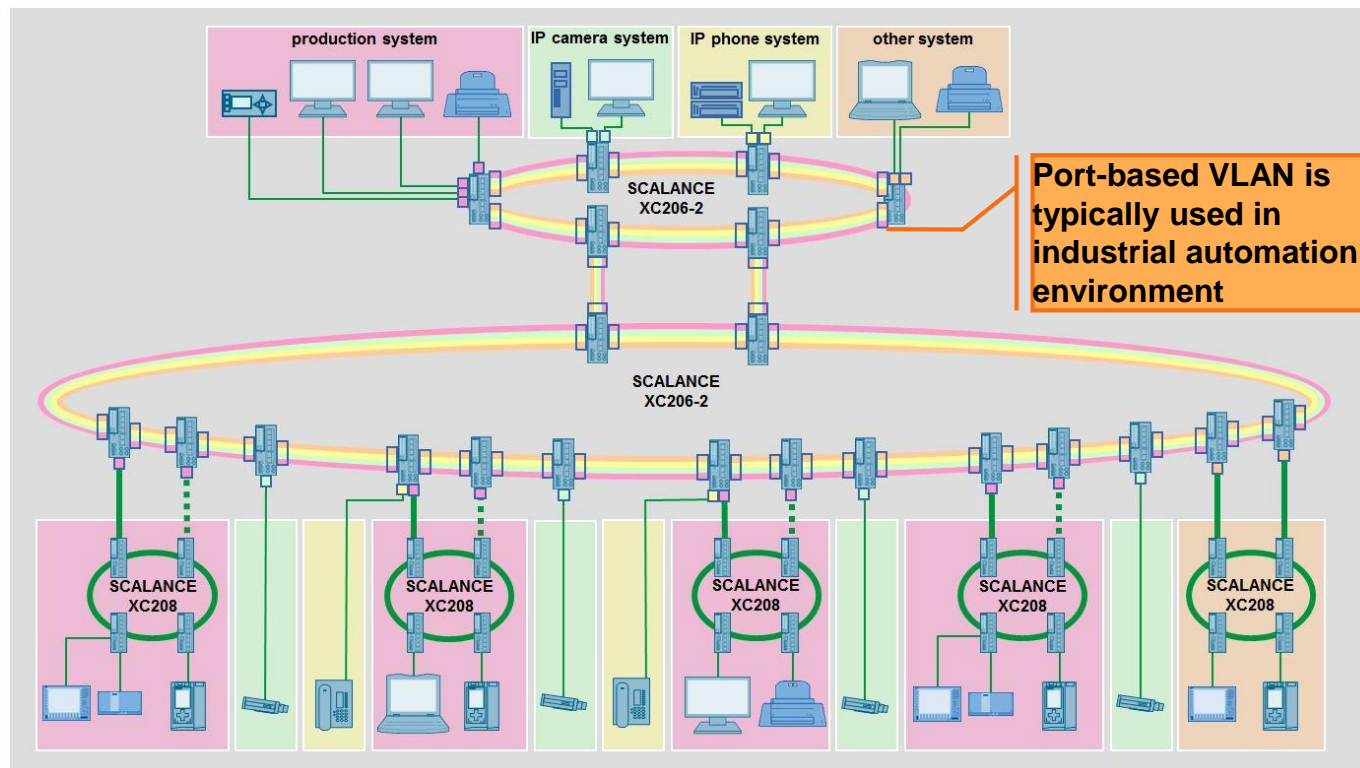 production system
IP camera system
IP phone system
other system
SCALANCE
XC206-2
Port-based VLAN is
typically used in
industrial automation
environment
SCALANCE
XC206-2
SCALANCE
XC208
SCALANCE
XC208
SCALANCE
XC208
SCALANCE
XC208
SCALANCE
XC208